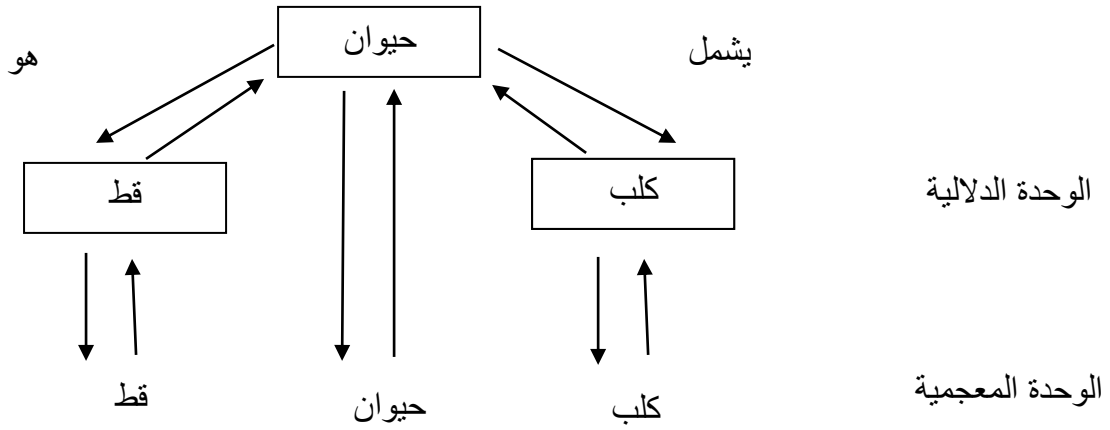 حيوان
يشمل
هو
الوحدة الدلالية
كلب
قط
الوحدة المعجمية
كلب
حيوان
قط